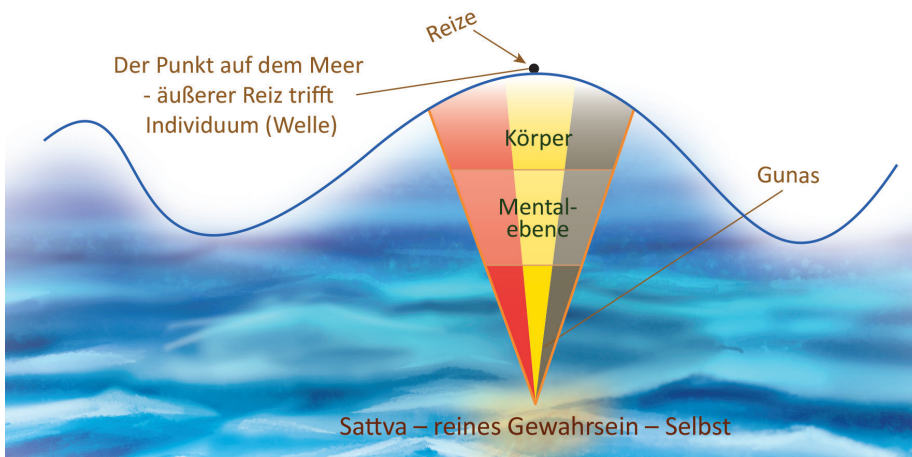 Reize
Der Punkt auf dem Meer
- äußerer Reiz trifft
Individuum (Welle)
Körper
Gunas
Mental-
ebene
Sattva – reines Gewahrsein – Selbst